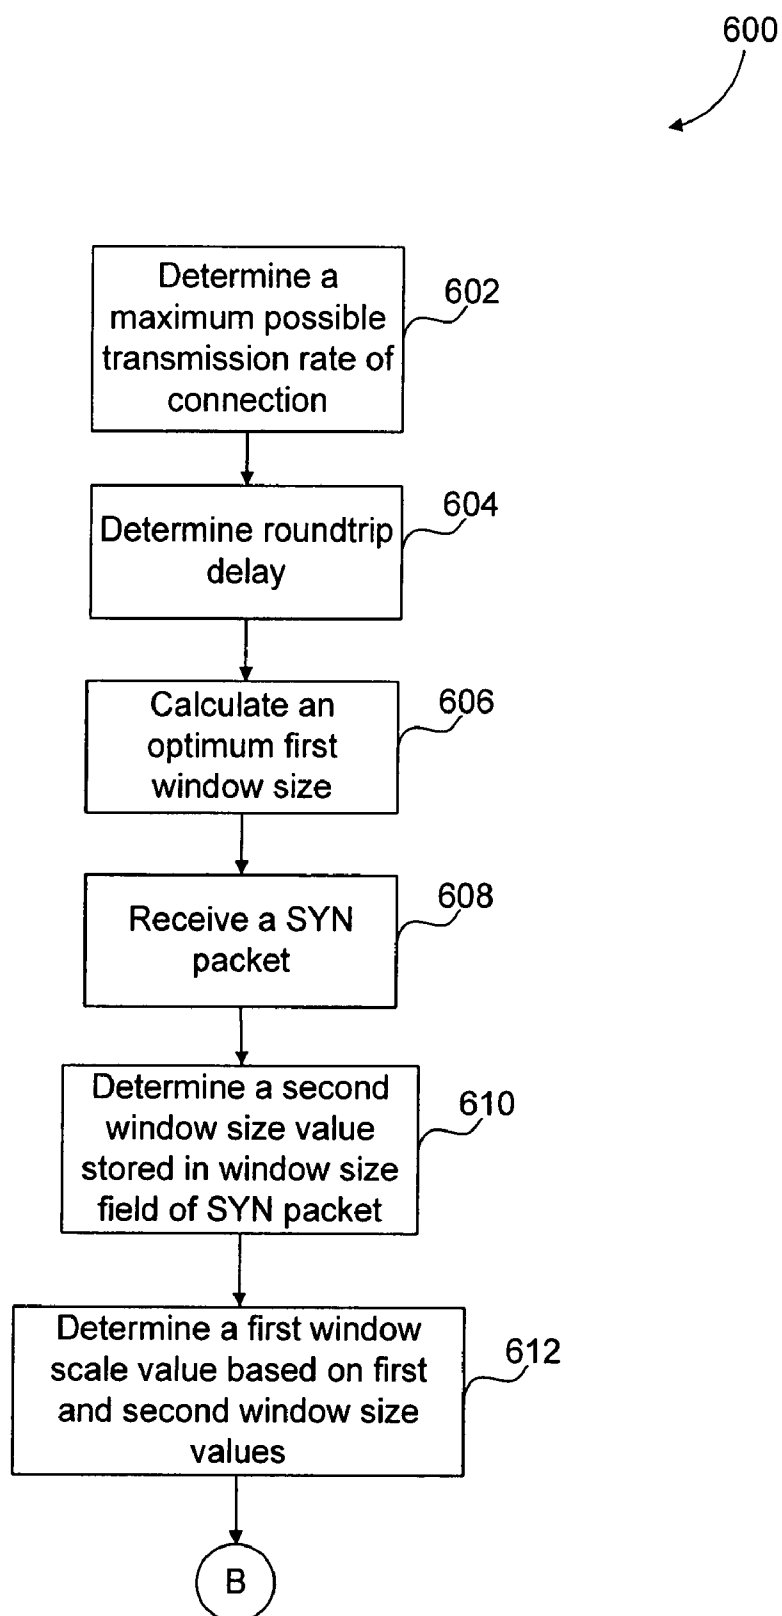 600
Determine a
maximum possible
transmission rate of
connection
602
Determine roundtrip
delay
604
Calculate an
optimum first
window size
606
Receive a SYN
packet
608
Determine a second
window size value
stored in window size
field of SYN packet
610
Determine a first window
scale value based on first
and second window size
values
612
B